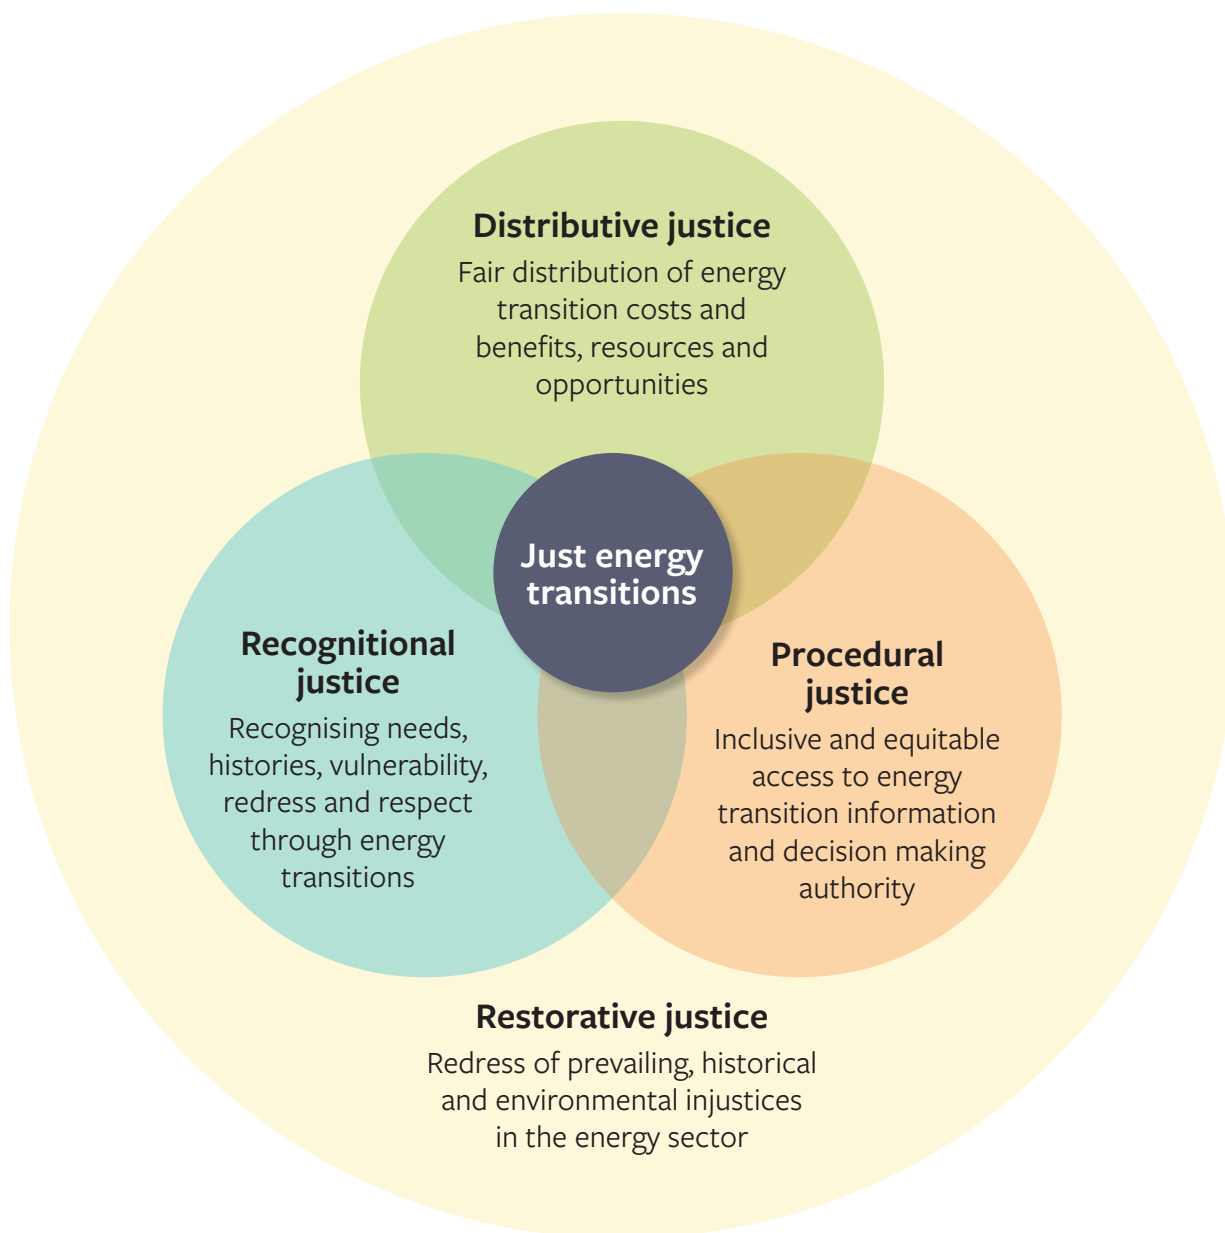 Distributive justice
Fair distribution of energy
transition costs and
benefits, resources and
opportunities
Just energy
transitions
Recognitional
justice
Recognising needs,
histories, vulnerability,
redress and respect
through energy
transitions
Procedural
justice
Inclusive and equitable
access to energy
transition information
and decision making
authority
Restorative justice
Redress of prevailing, historical
and environmental injustices
in the energy sector